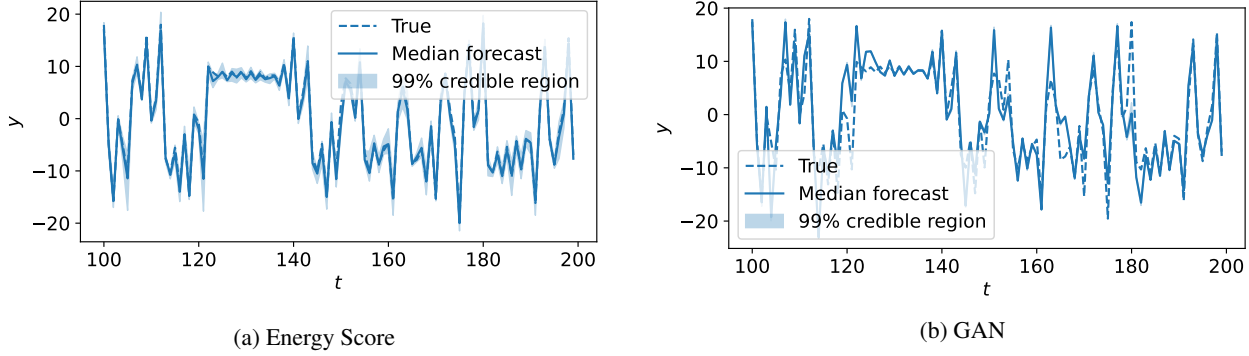 20
10
0
−10
−20
y
100
120
140
160
180
200
t
True
Median forecast
99% credible region
(a) Energy Score
10
0
−10
−20
y
100
120
140
160
180
200
t
True
Median forecast
99% credible region
(b) GAN